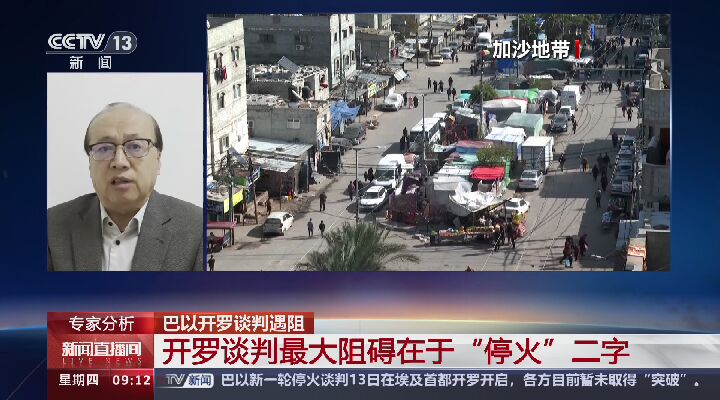 CCTV 13
新闻
加沙地带
专家分析
巴以开罗谈判遇阻
新闻直播间
LIVE NEWS
开罗谈判最大阻碍在于“停火”二字
星期四 09:12
TV新闻
巴以新一轮停火谈判13日在埃及首都开罗开启，各方目前暂未取得“突破”。